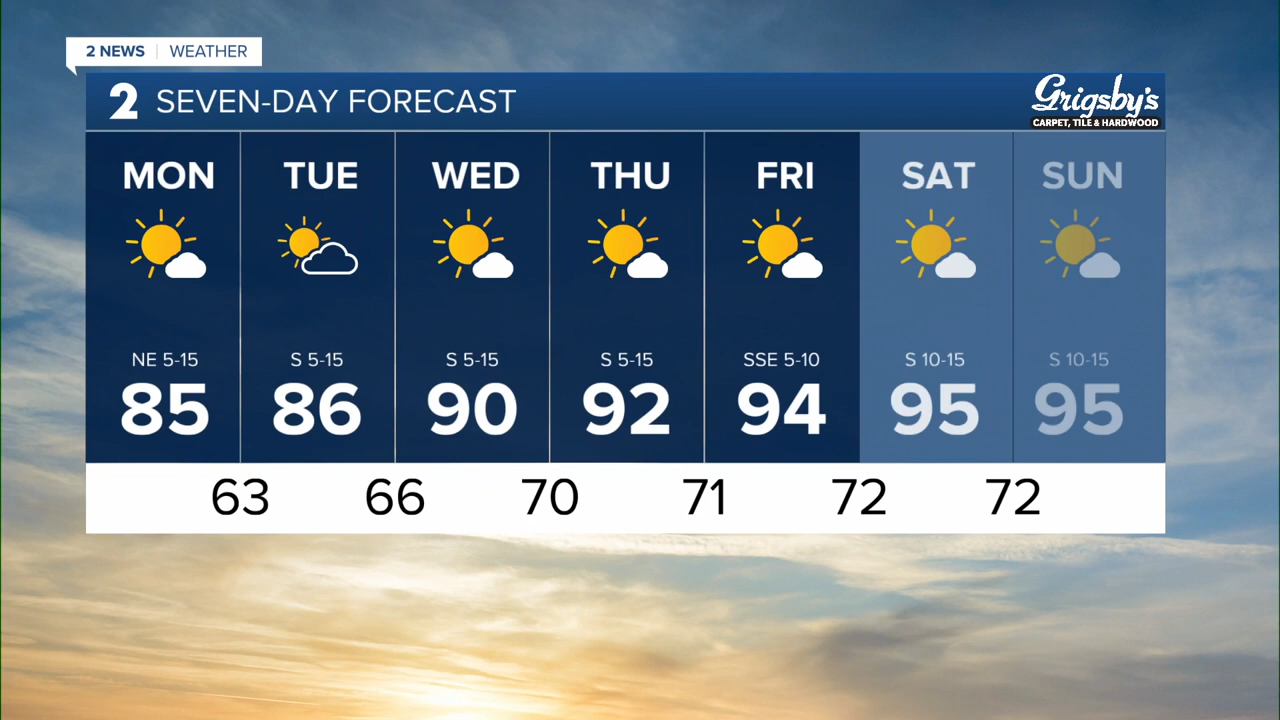 2 NEWS | WEATHER
2 SEVEN-DAY FORECAST
Grigsby's
CARPET, TILE & HARDWOOD
MON TUE WED THU FRI SAT SUN
NE 5-15 S 5-15 S 5-15 S 5-15 SSE 5-10 S 10-15 S 10-15
85 86 90 92 94 95 95
63 66 70 71 72 72